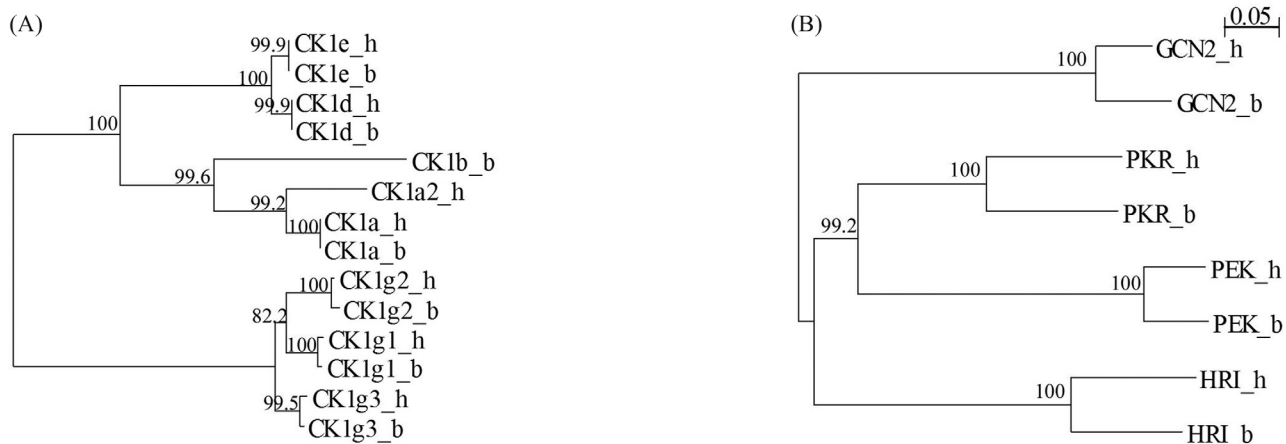 (A)
99.9
CK1e_h
CK1e_b
100
99.9
CK1d_h
CK1d_b
100
CK1b_b
99.6
CK1a2_h
99.2
CK1a_h
100
CK1a_b
CK1g2_h
100
CK1g2_b
82.2
CK1g1_h
100
CK1g1_b
CK1g3_h
99.5
CK1g3_b
(B)
0.05
GCN2_h
100
GCN2_b
PKR_h
100
PKR_b
99.2
PEK_h
100
PEK_b
HRI_h
100
HRI_b